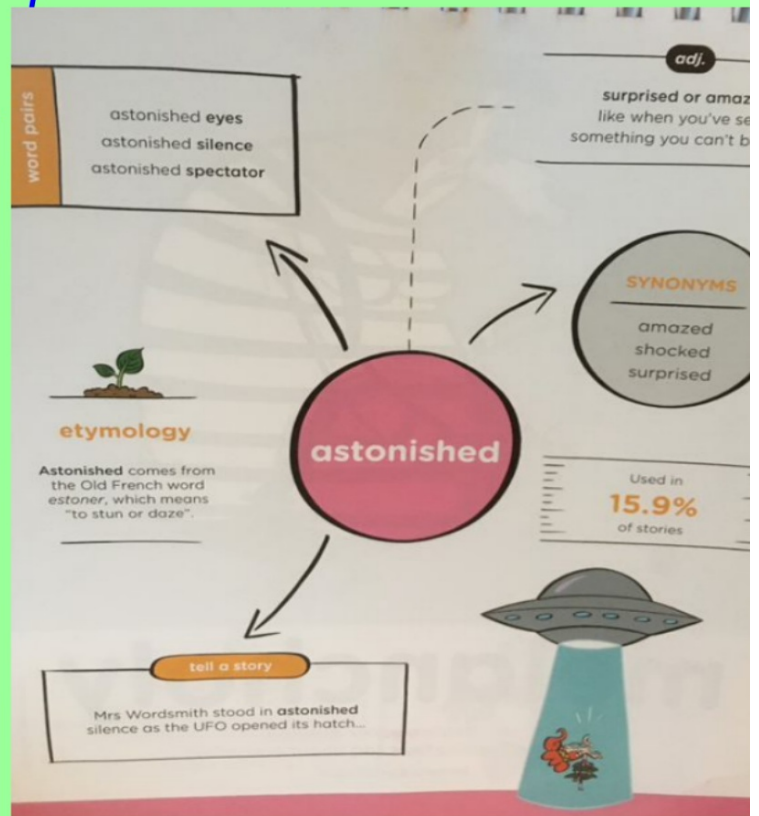 word pairs
astonished eyes
astonished silence
astonished spectator
adj.
surprised or amaz
like when you've se
something you can't b
SYNONYMS
amazed
shocked
surprised
etymology
Astonished comes from
the Old French word
estoner, which means
"to stun or daze".
astonished
Used in
15.9%
of stories
tell a story
Mrs Wordsmith stood in astonished
silence as the UFO opened its hatch...